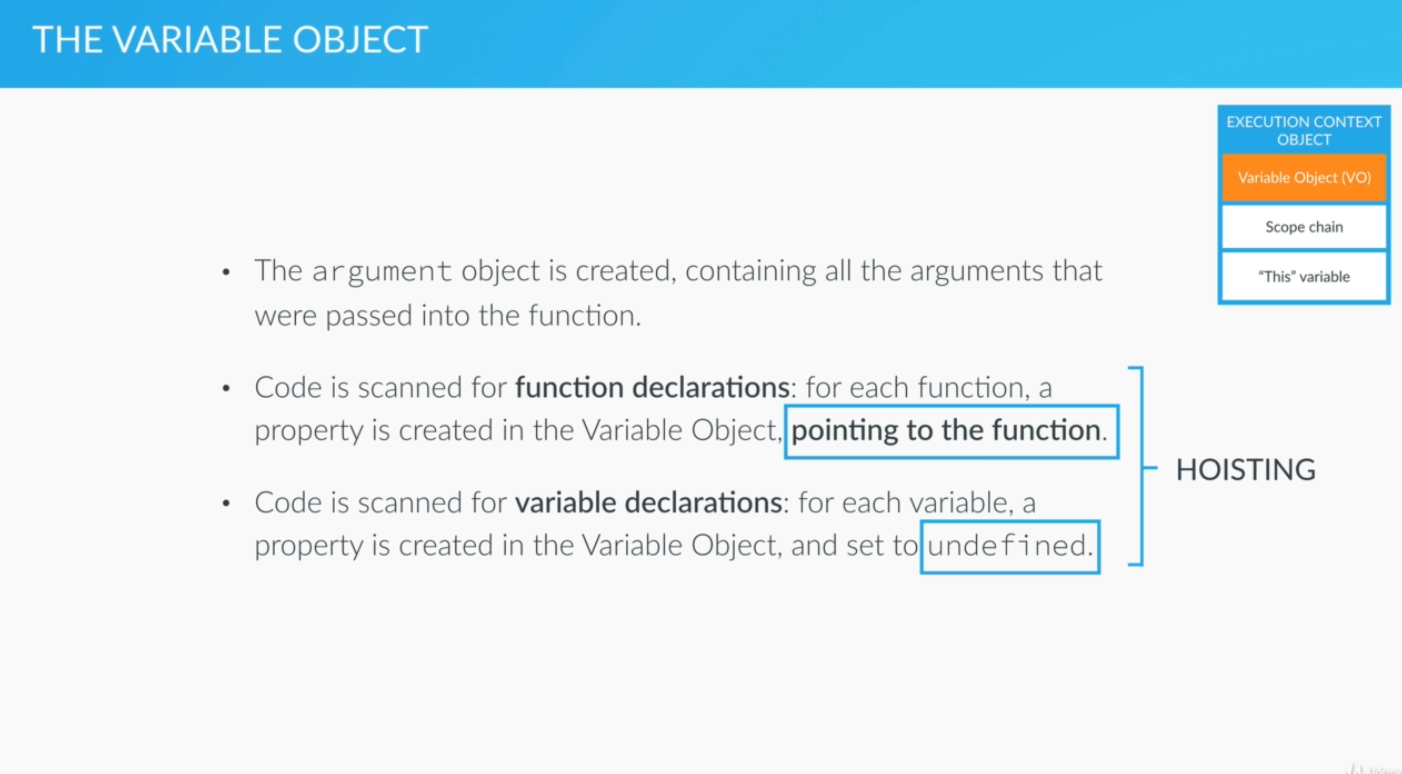 THE VARIABLE OBJECT
EXECUTION CONTEXT
OBJECT
Variable Object (VO)
Scope chain
“This” variable
• The argument object is created, containing all the arguments that
were passed into the function.
• Code is scanned for function declarations: for each function, a
property is created in the Variable Object, pointing to the function.
• Code is scanned for variable declarations: for each variable, a
property is created in the Variable Object, and set to undefined.
HOISTING